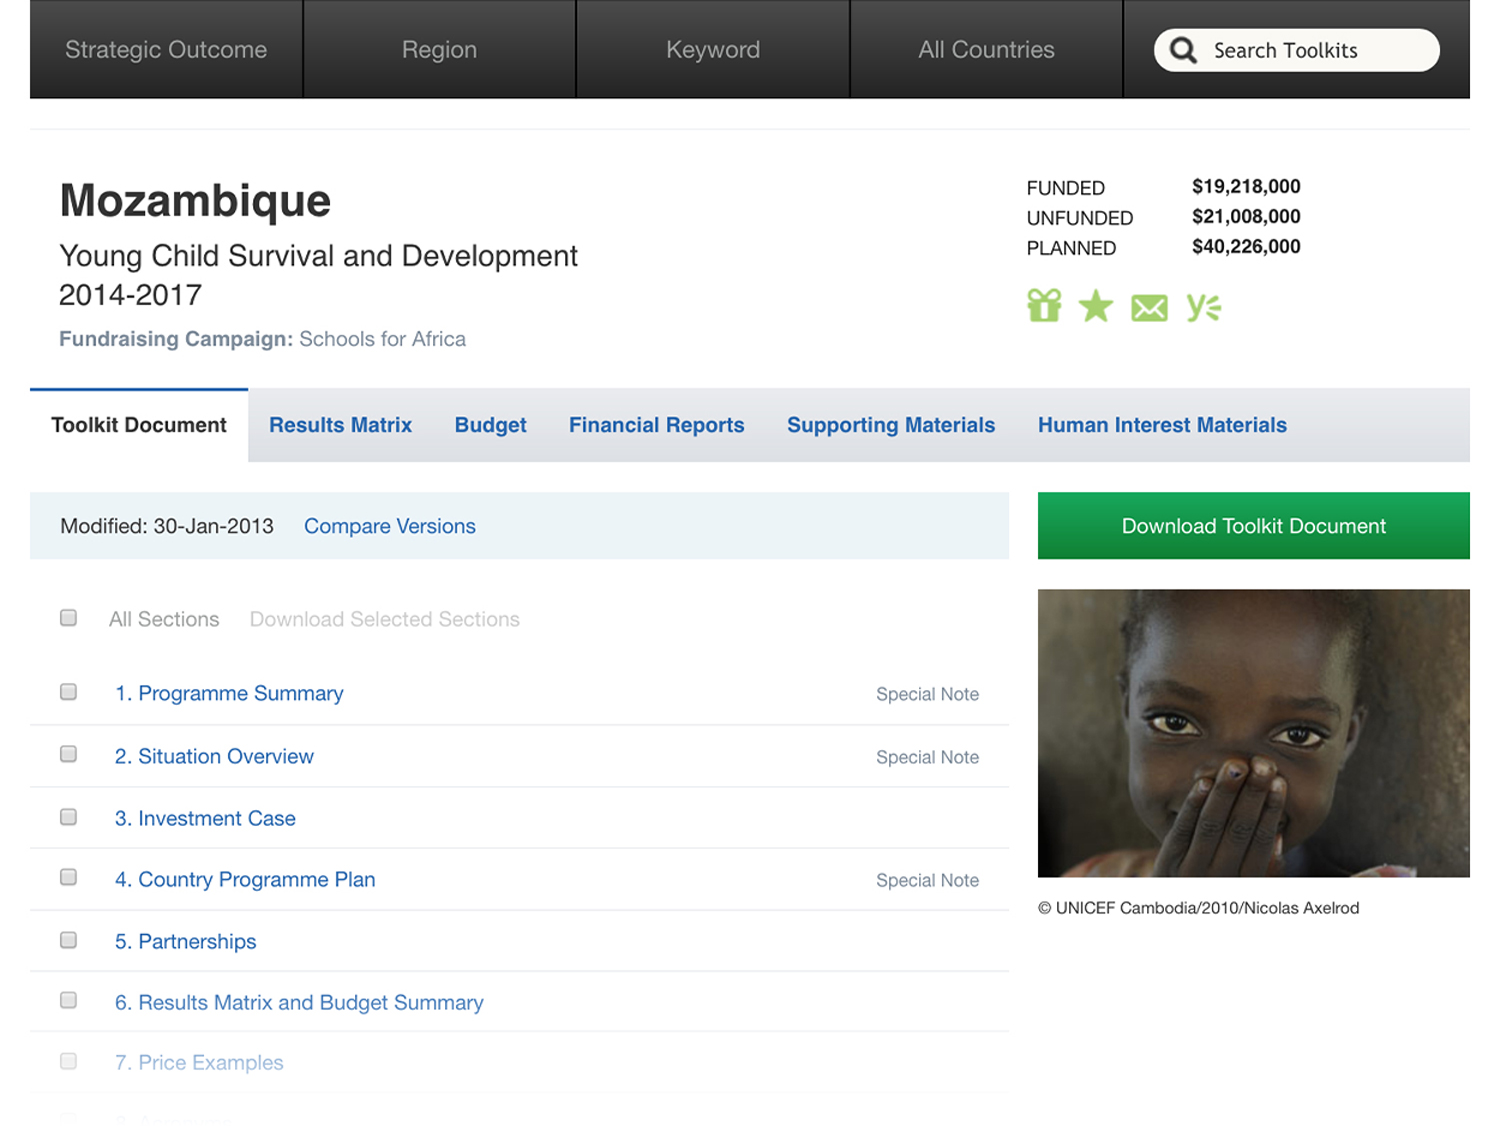 Strategic Outcome
Region
Keyword
All Countries
Search Toolkits
Mozambique
Young Child Survival and Development
2014-2017
Fundraising Campaign: Schools for Africa
FUNDED $19,218,000
UNFUNDED $21,008,000
PLANNED $40,226,000
Toolkit Document
Results Matrix
Budget
Financial Reports
Supporting Materials
Human Interest Materials
Modified: 30-Jan-2013 Compare Versions
Download Toolkit Document
All Sections Download Selected Sections
1. Programme Summary Special Note
2. Situation Overview Special Note
3. Investment Case
4. Country Programme Plan Special Note
5. Partnerships
6. Results Matrix and Budget Summary
7. Price Examples
© UNICEF Cambodia/2010/Nicolas Axelrod